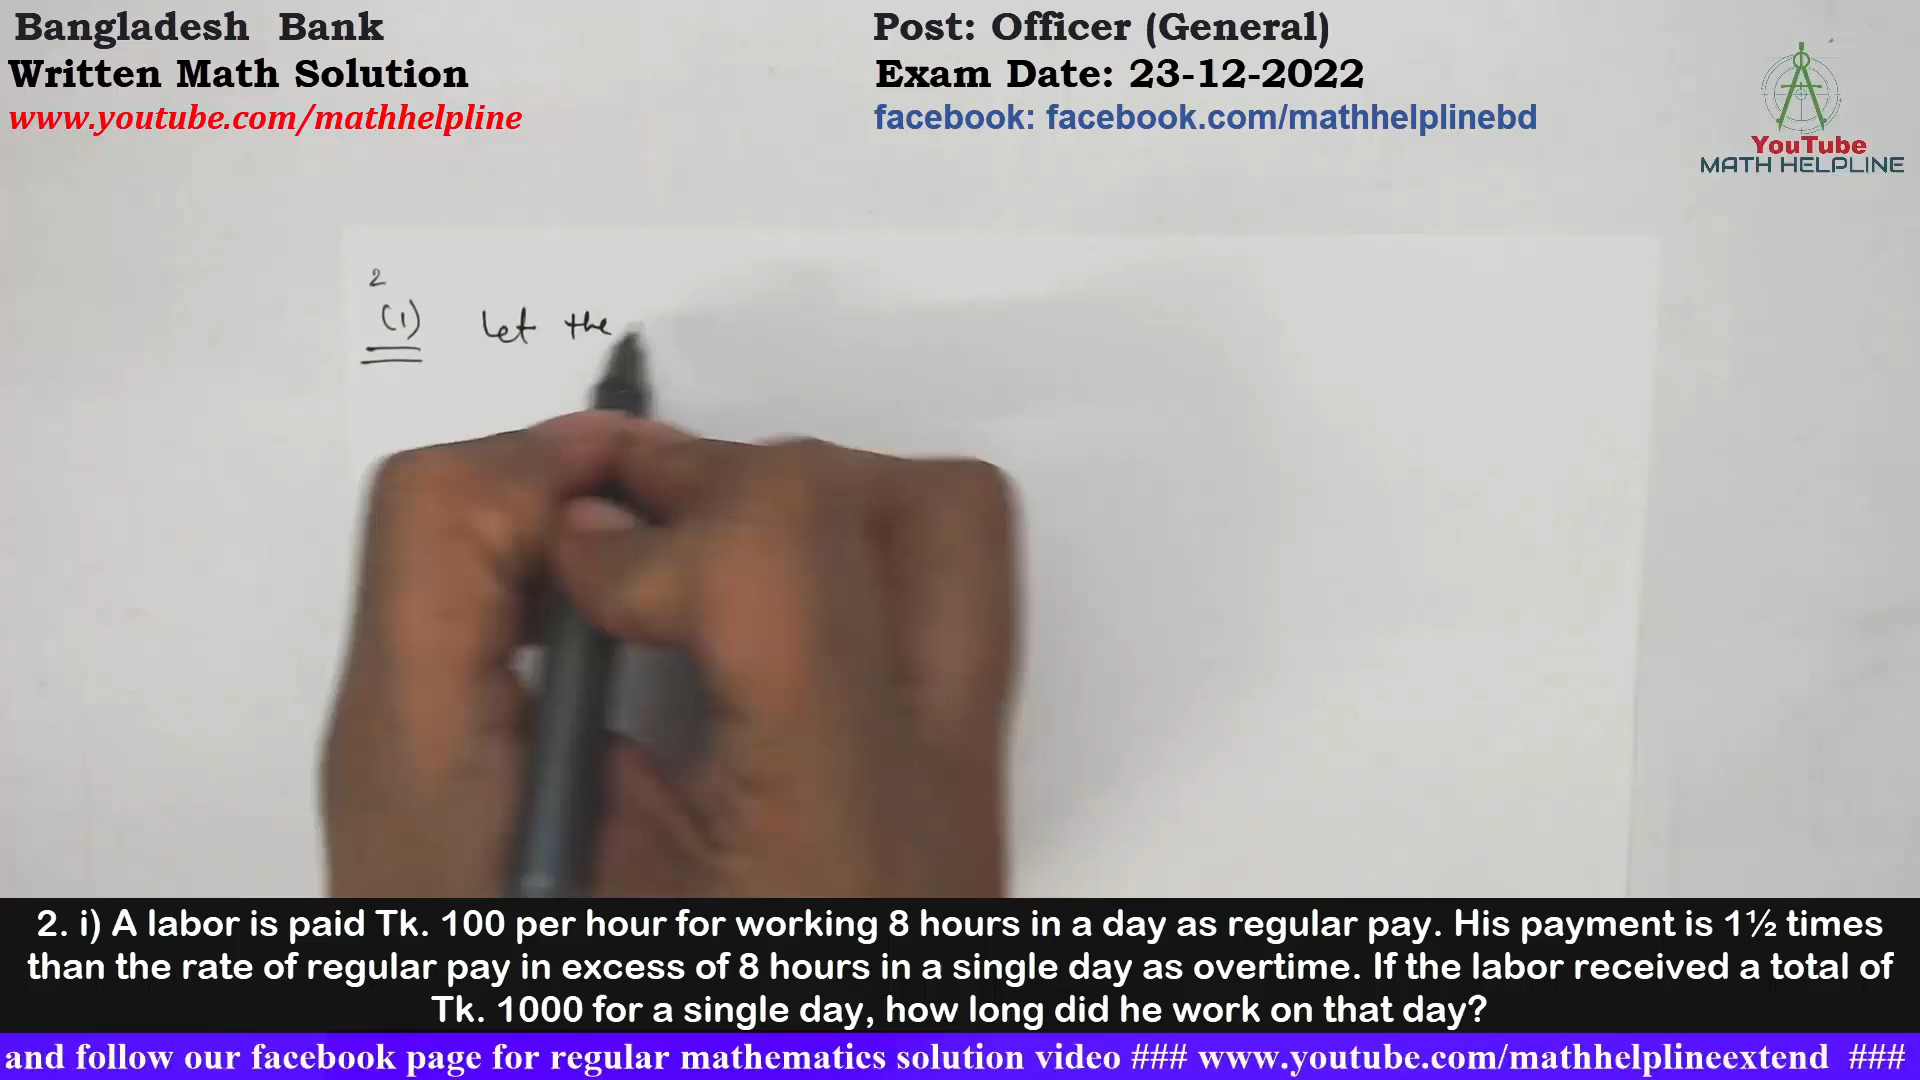 Bangladesh Bank
Written Math Solution
www.youtube.com/mathhelpline
Post: Officer (General)
Exam Date: 23-12-2022
facebook: facebook.com/mathhelplinebd
YouTube
MATH HELPLINE
2
(1) Let the
2. i) A labor is paid Tk. 100 per hour for working 8 hours in a day as regular pay. His payment is 1½ times
than the rate of regular pay in excess of 8 hours in a single day as overtime. If the labor received a total of
Tk. 1000 for a single day, how long did he work on that day?
and follow our facebook page for regular mathematics solution video ### www.youtube.com/mathhelplineextend ###